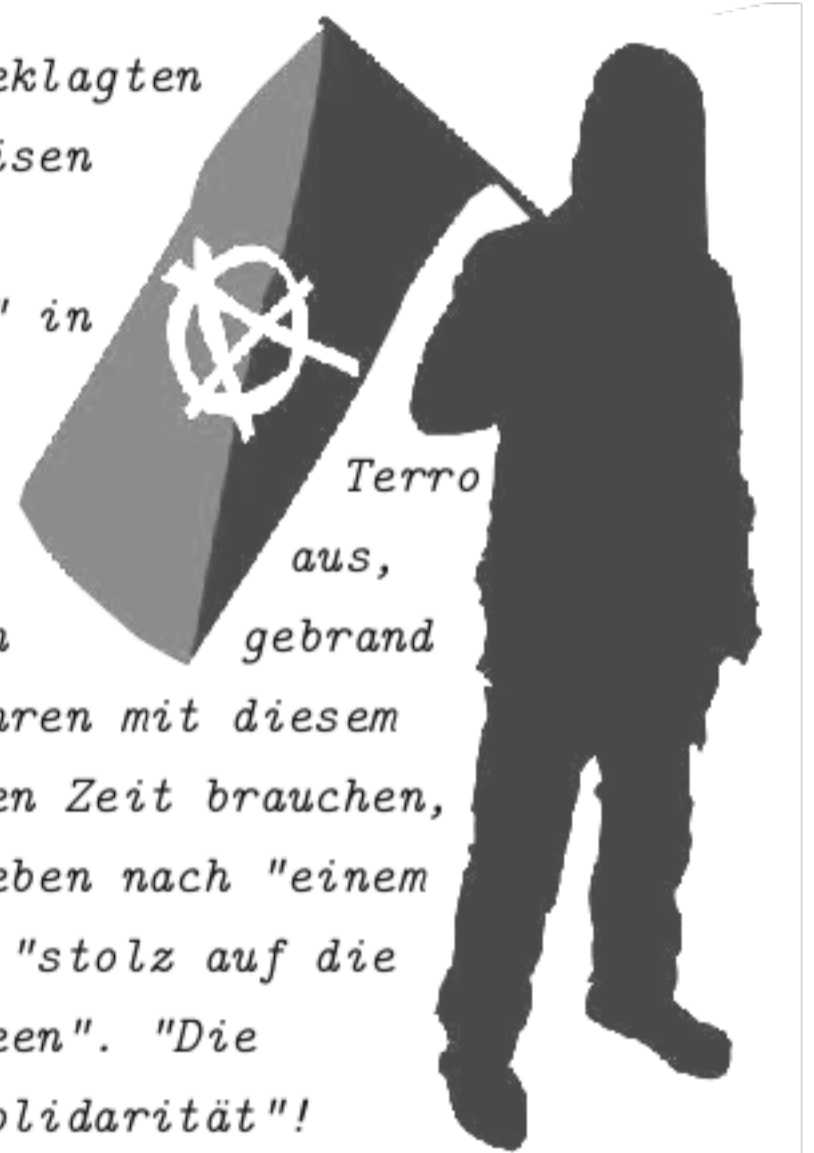 eklagten
isen
" in
Terro
aus,
n gebrand
hren mit diesem
en Zeit brauchen,
eben nach "einem
"stolz auf die
een". "Die
olidarität"!